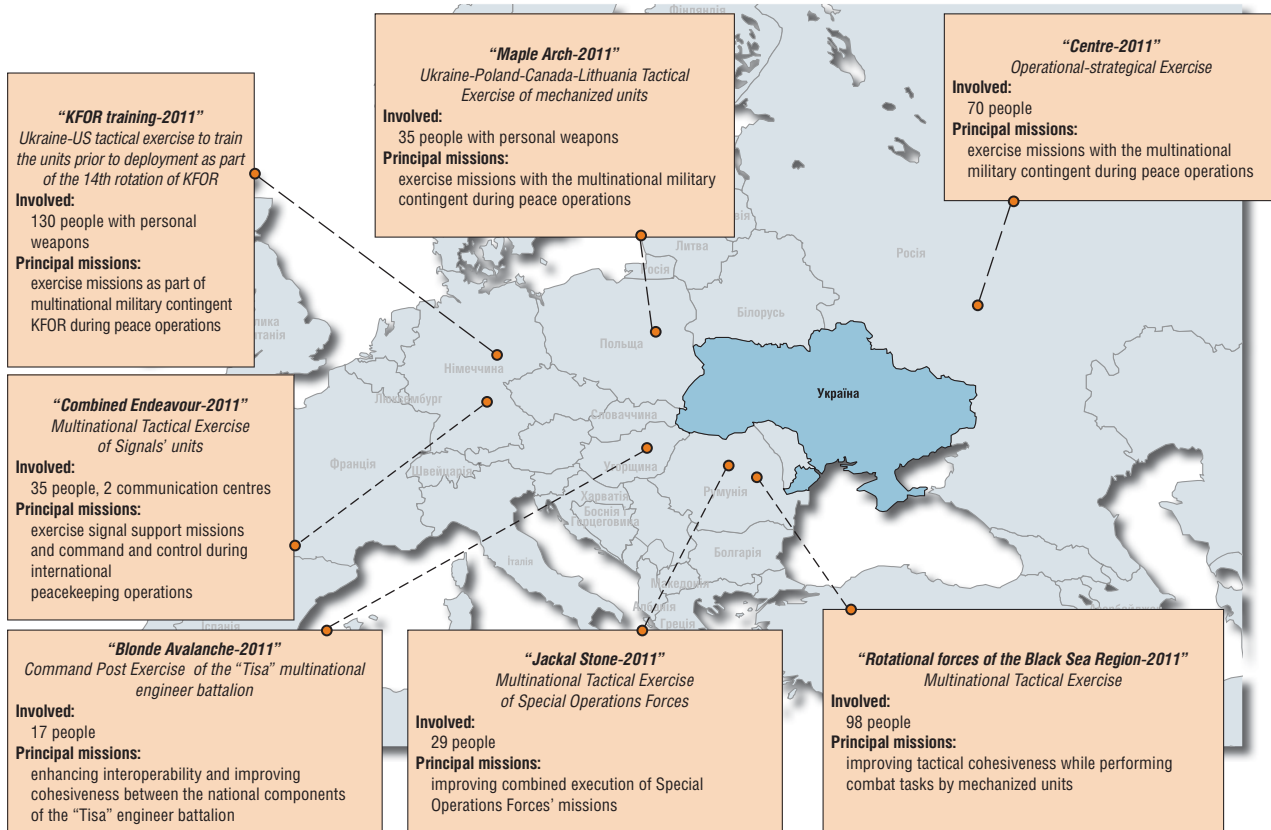 “KFOR training-2011”
Ukraine-US tactical exercise to train
the units prior to deployment as part
of the 14th rotation of KFOR
Involved:
130 people with personal
weapons
Principal missions:
exercise missions as part of
multinational military contingent
KFOR during peace operations
“Maple Arch-2011”
Ukraine-Poland-Canada-Lithuania Tactical
Exercise of mechanized units
Involved:
35 people with personal weapons
Principal missions:
exercise missions with the multinational military
contingent during peace operations
“Centre-2011”
Operational-strategical Exercise
Involved:
70 people
Principal missions:
exercise missions with the multinational
military contingent during peace operations
Литва
Росія
Росія
Білорусь
Польща
Німеччина
Люксембург
Україна
Словаччина
Франція
Швейцарія
Угорщина
Румунія
Хорватія
Боснія і
Герцеговина
Італія
Болгарія
Македонія
Албанія
Греція
Іспанія
“Combined Endeavour-2011”
Multinational Tactical Exercise
of Signals’ units
Involved:
35 people, 2 communication centres
Principal missions:
exercise signal support missions
and command and control during
international
peacekeeping operations
“Blonde Avalanche-2011”
Command Post Exercise of the “Tisa” multinational
engineer battalion
Involved:
17 people
Principal missions:
enhancing interoperability and improving
cohesiveness between the national components
of the “Tisa” engineer battalion
“Jackal Stone-2011”
Multinational Tactical Exercise
of Special Operations Forces
Involved:
29 people
Principal missions:
improving combined execution of Special
Operations Forces’ missions
“Rotational forces of the Black Sea Region-2011”
Multinational Tactical Exercise
Involved:
98 people
Principal missions:
improving tactical cohesiveness while performing
combat tasks by mechanized units